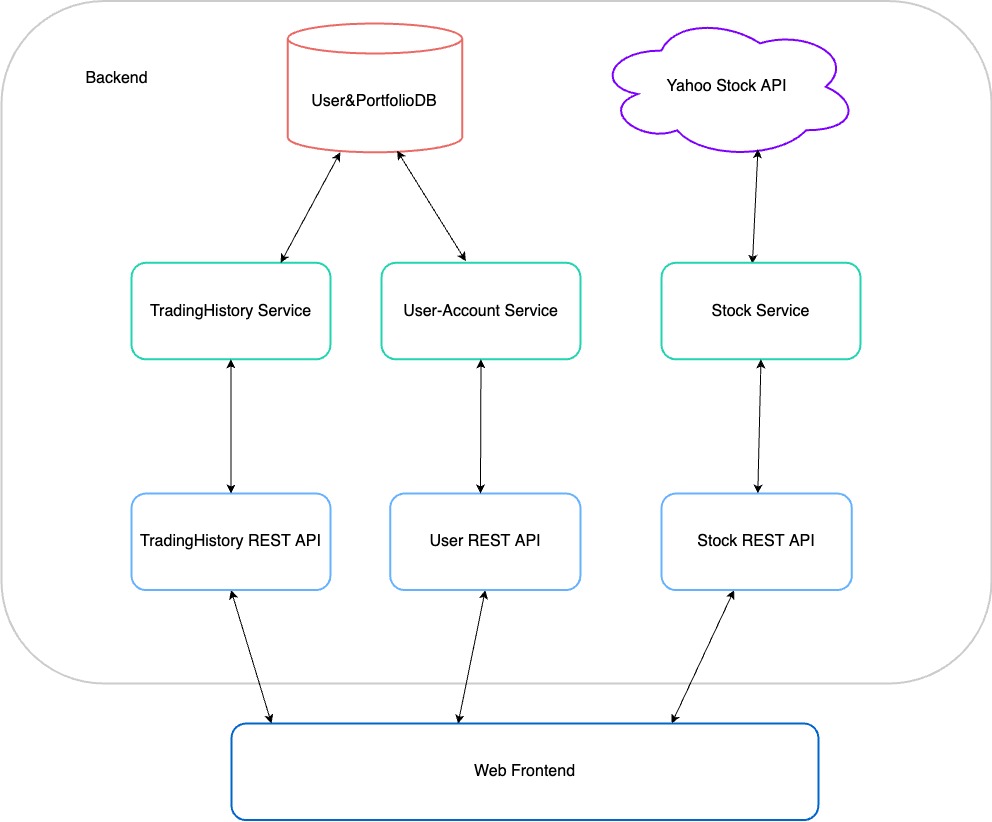 Backend
User&PortfolioDB
Yahoo Stock API
TradingHistory Service
User-Account Service
Stock Service
TradingHistory REST API
User REST API
Stock REST API
Web Frontend